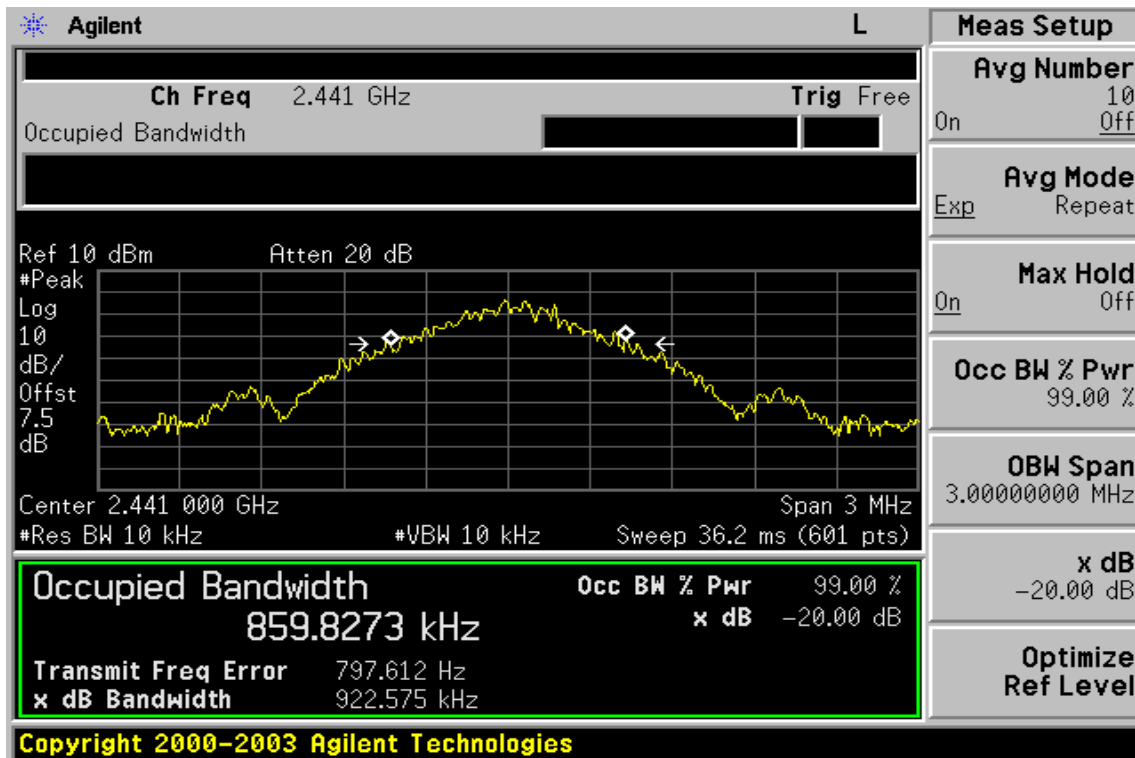 Agilent L
Ch Freq 2.441 GHz Trig Free
Occupied Bandwidth
Ref 10 dBm Atten 20 dB
#Peak
Log
10
dB/
Offst
7.5
dB
Center 2.441 000 GHz Span 3 MHz
#Res BW 10 kHz #VBW 10 kHz Sweep 36.2 ms (601 pts)
Occupied Bandwidth
859.8273 kHz
Occ BW % Pwr 99.00 %
x dB -20.00 dB
Transmit Freq Error 797.612 Hz
x dB Bandwidth 922.575 kHz
Copyright 2000-2003 Agilent Technologies
Meas Setup
Avg Number
10
On Off
Avg Mode
Exp Repeat
Max Hold
On Off
Occ BW % Pwr
99.00 %
OBW Span
3.00000000 MHz
x dB
-20.00 dB
Optimize
Ref Level